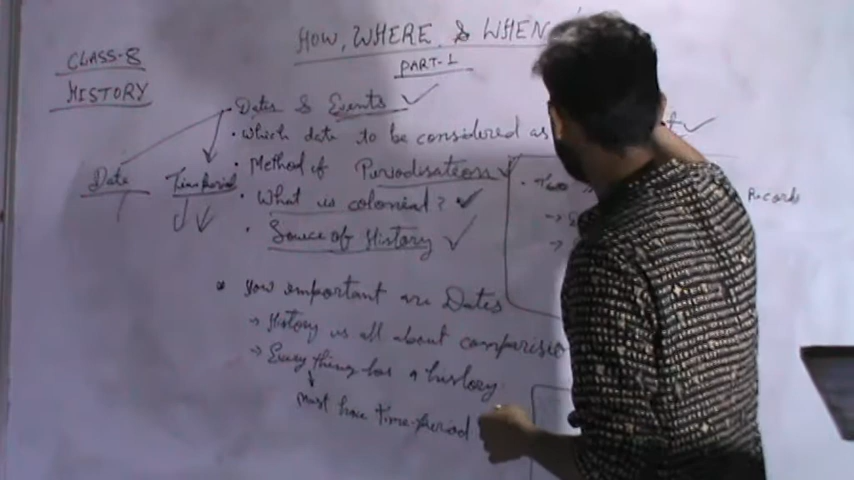 HOW, WHERE & WHEN
PART-1
CLASS-8
HISTORY
• Dates & Events ✓
• Which date to be considered as
• Method of Periodisations ✓
• What is colonial? ✓
• Source of History ✓
Date
Time period
Records
• How important are Dates
→ History is all about comparisio
→ Every thing has a history
Must have time-period